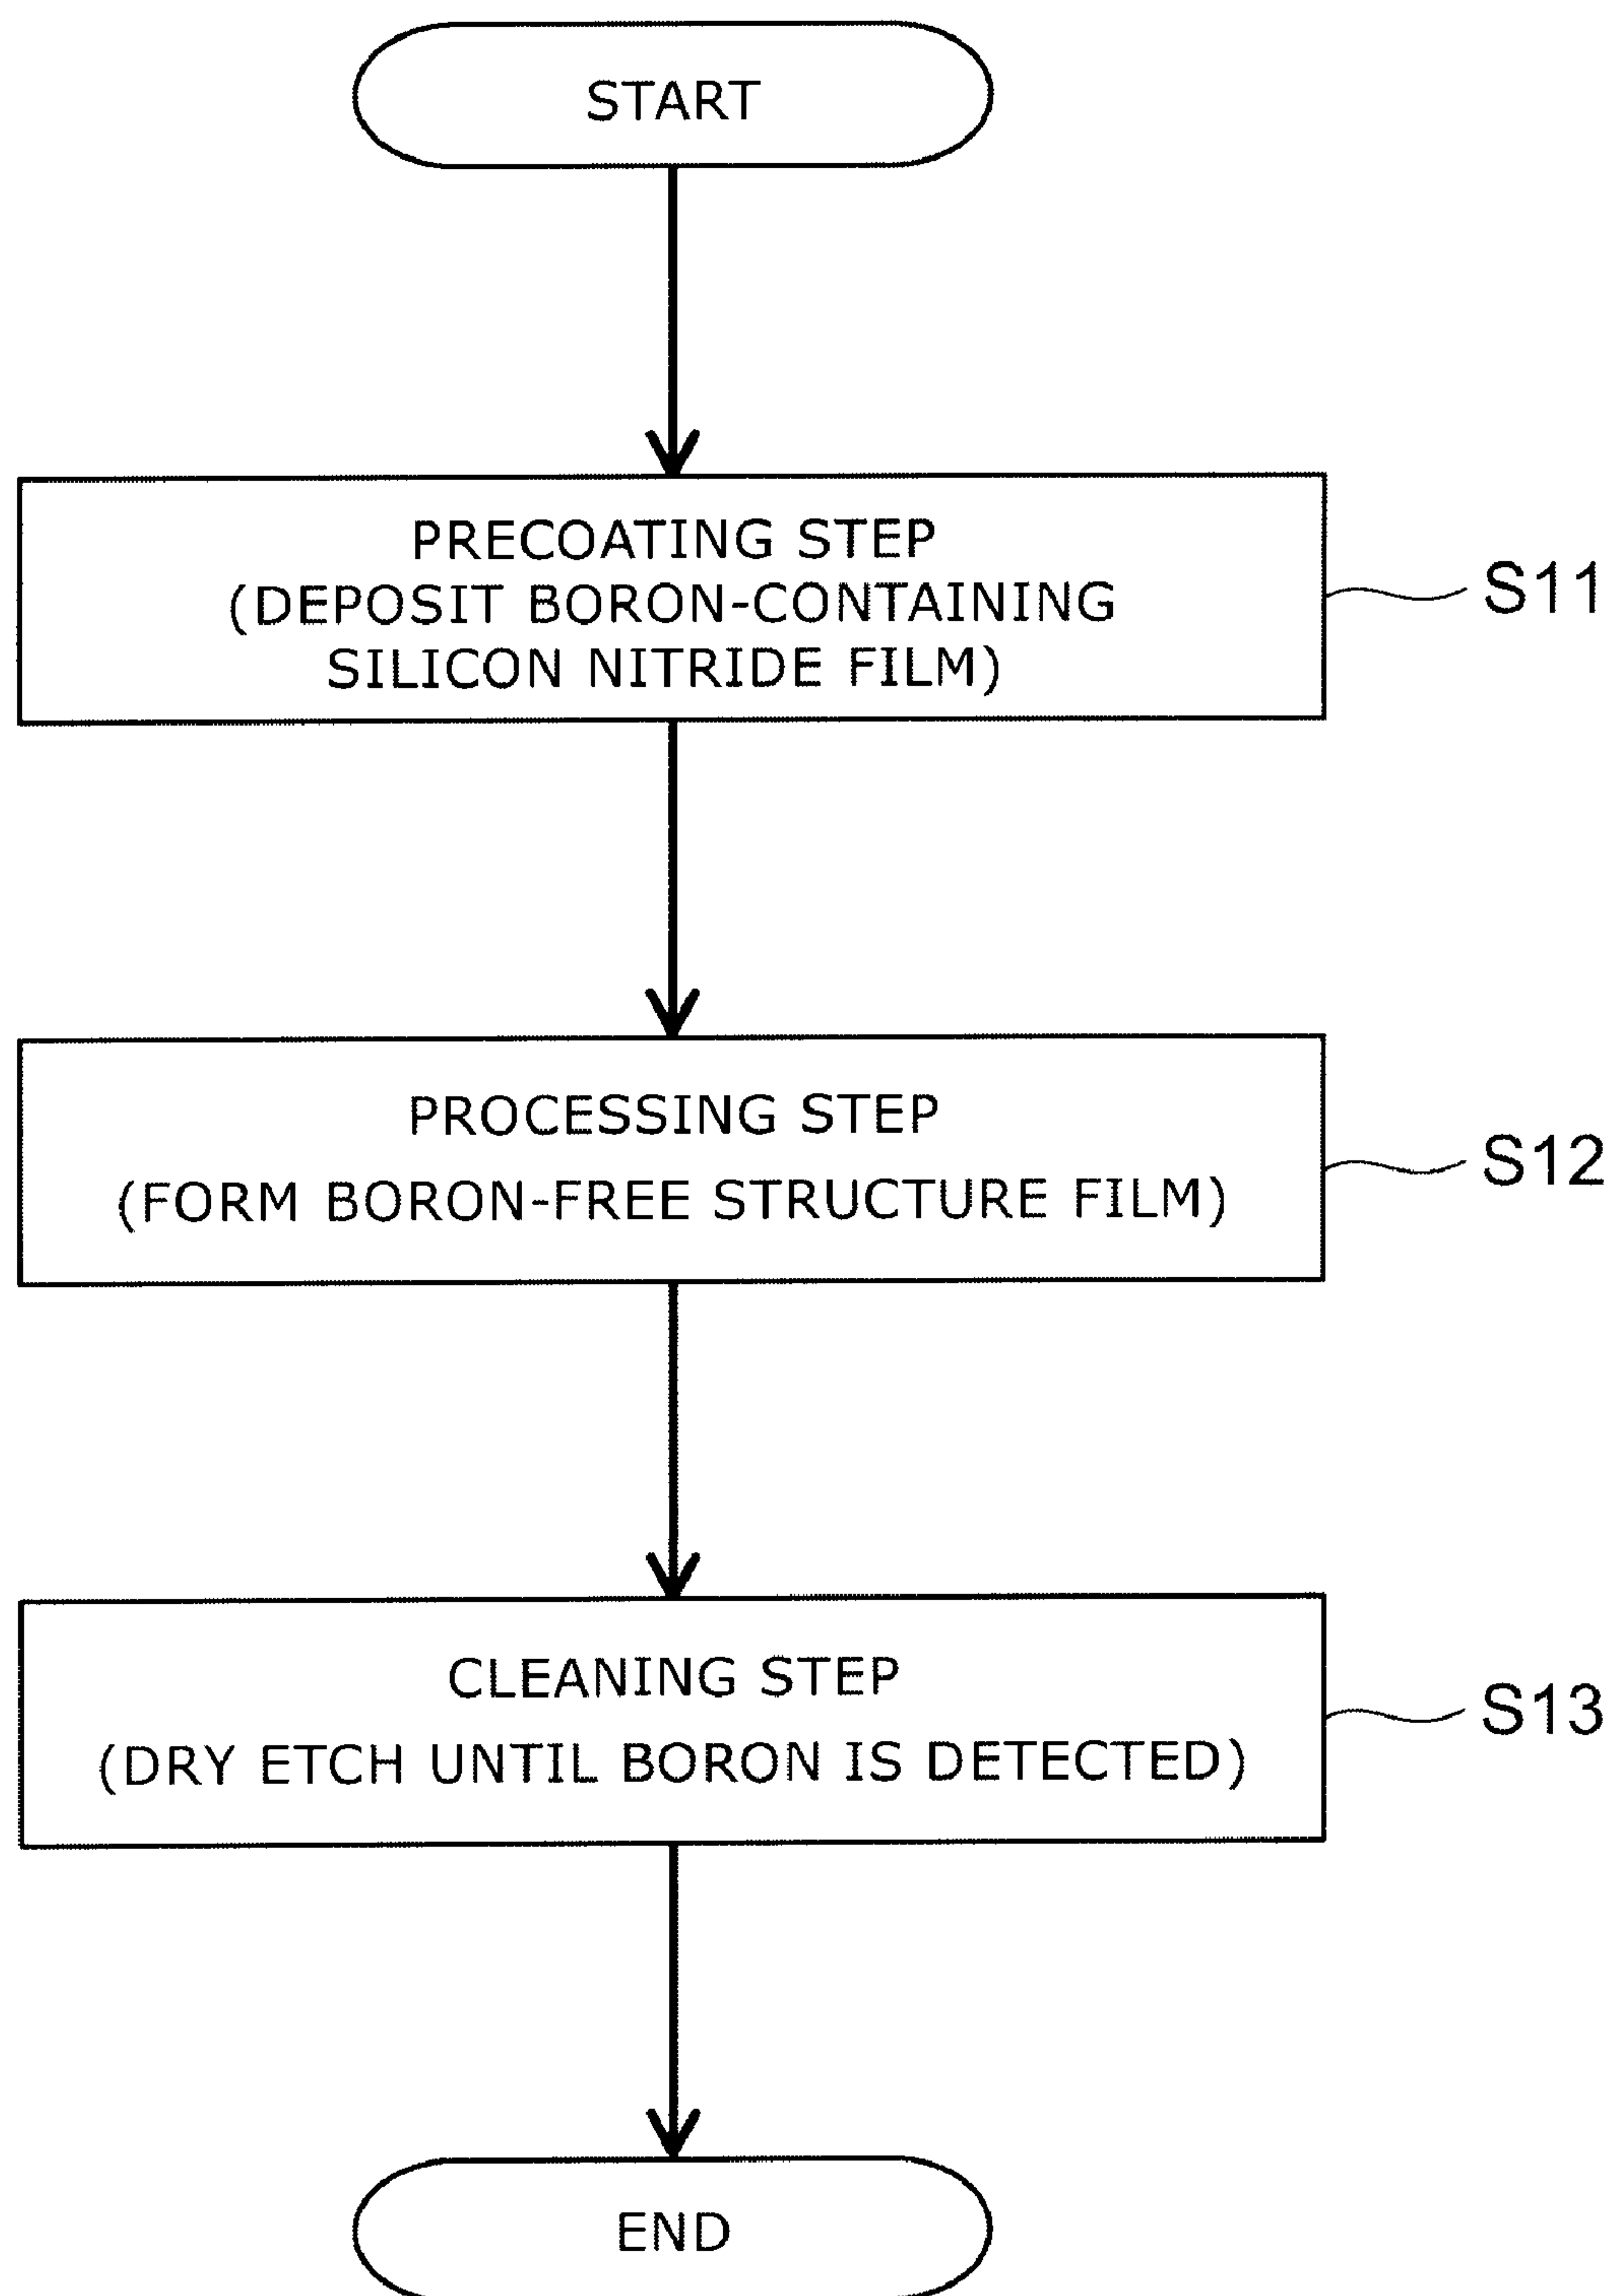 START
PRECOATING STEP
(DEPOSIT BORON-CONTAINING
SILICON NITRIDE FILM)
S11
PROCESSING STEP
(FORM BORON-FREE STRUCTURE FILM)
S12
CLEANING STEP
(DRY ETCH UNTIL BORON IS DETECTED)
S13
END